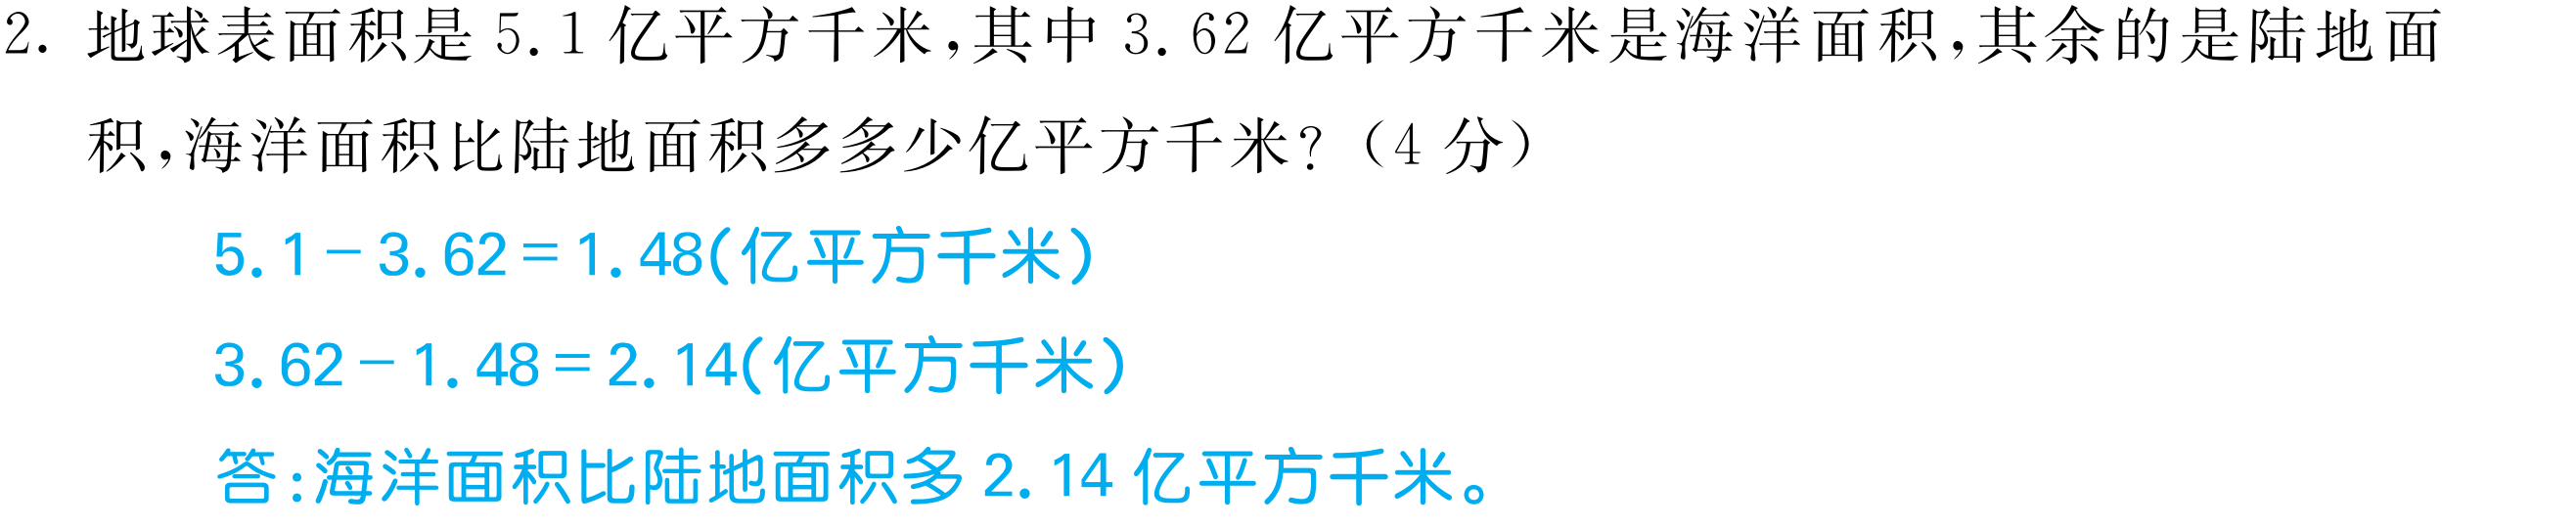 2. 地球表面积是 5.1 亿平方千米,其中 3.62 亿平方千米是海洋面积,其余的是陆地面
积,海洋面积比陆地面积多多少亿平方千米?(4 分)
5.1-3.62=1.48(亿平方千米)
3.62-1.48=2.14(亿平方千米)
答:海洋面积比陆地面积多 2.14 亿平方千米。